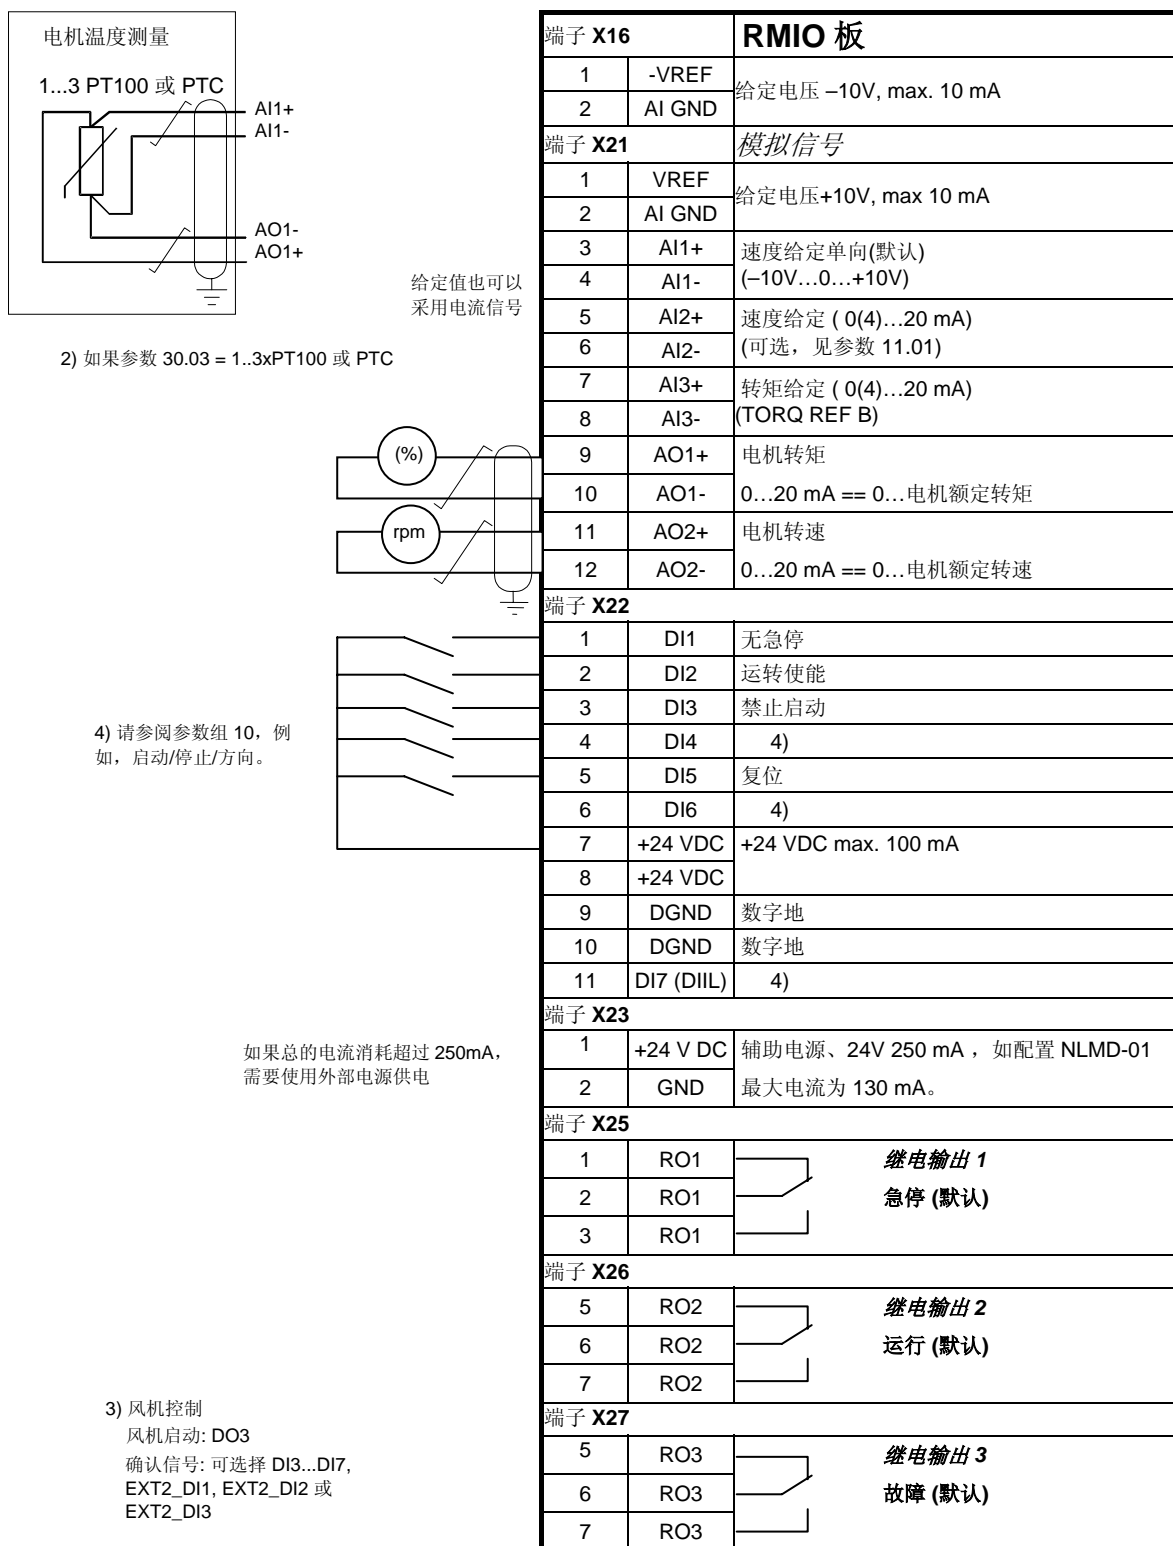 电机温度测量
1...3 PT100 或 PTC
AI1+
AI1-
AO1-
AO1+
给定值也可以
采用电流信号
2) 如果参数 30.03 = 1..3xPT100 或 PTC
(%)
rpm
4) 请参阅参数组 10，例
如，启动/停止/方向。
如果总的电流消耗超过 250mA，
需要使用外部电源供电
3) 风机控制
风机启动: DO3
确认信号: 可选择 DI3...DI7,
EXT2_DI1, EXT2_DI2 或
EXT2_DI3
端子 X16 RMIO 板
1 -VREF 给定电压 –10V, max. 10 mA
2 AI GND
端子 X21 模拟信号
1 VREF 给定电压+10V, max 10 mA
2 AI GND
3 AI1+ 速度给定单向(默认)
4 AI1- (–10V…0…+10V)
5 AI2+ 速度给定 ( 0(4)…20 mA)
6 AI2- (可选，见参数 11.01)
7 AI3+ 转矩给定 ( 0(4)…20 mA)
8 AI3- (TORQ REF B)
9 AO1+ 电机转矩
10 AO1- 0…20 mA == 0…电机额定转矩
11 AO2+ 电机转速
12 AO2- 0…20 mA == 0…电机额定转速
端子 X22
1 DI1 无急停
2 DI2 运转使能
3 DI3 禁止启动
4 DI4 4)
5 DI5 复位
6 DI6 4)
7 +24 VDC +24 VDC max. 100 mA
8 +24 VDC
9 DGND 数字地
10 DGND 数字地
11 DI7 (DIIL) 4)
端子 X23
1 +24 V DC 辅助电源、24V 250 mA ，如配置 NLMD-01
2 GND 最大电流为 130 mA。
端子 X25
1 RO1 继电输出 1
2 RO1 急停 (默认)
3 RO1
端子 X26
5 RO2 继电输出 2
6 RO2 运行 (默认)
7 RO2
端子 X27
5 RO3 继电输出 3
6 RO3 故障 (默认)
7 RO3